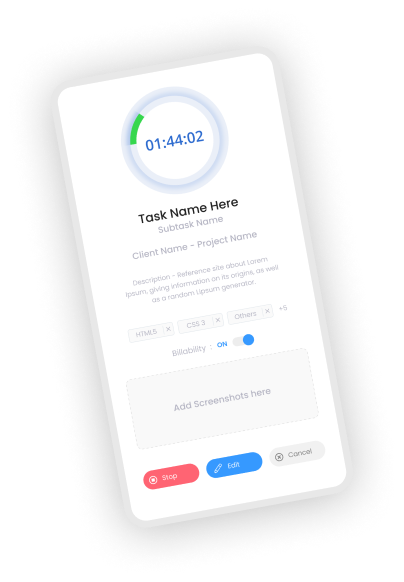 01:44:02
Task Name Here
Subtask Name
Client Name - Project Name
Description - Reference site about Lorem
Ipsum, giving information on its origins, as well
as a random Lipsum generator.
HTML5 × CSS 3 × Others × +5
Billability : ON
Add Screenshots here
Stop Edit Cancel